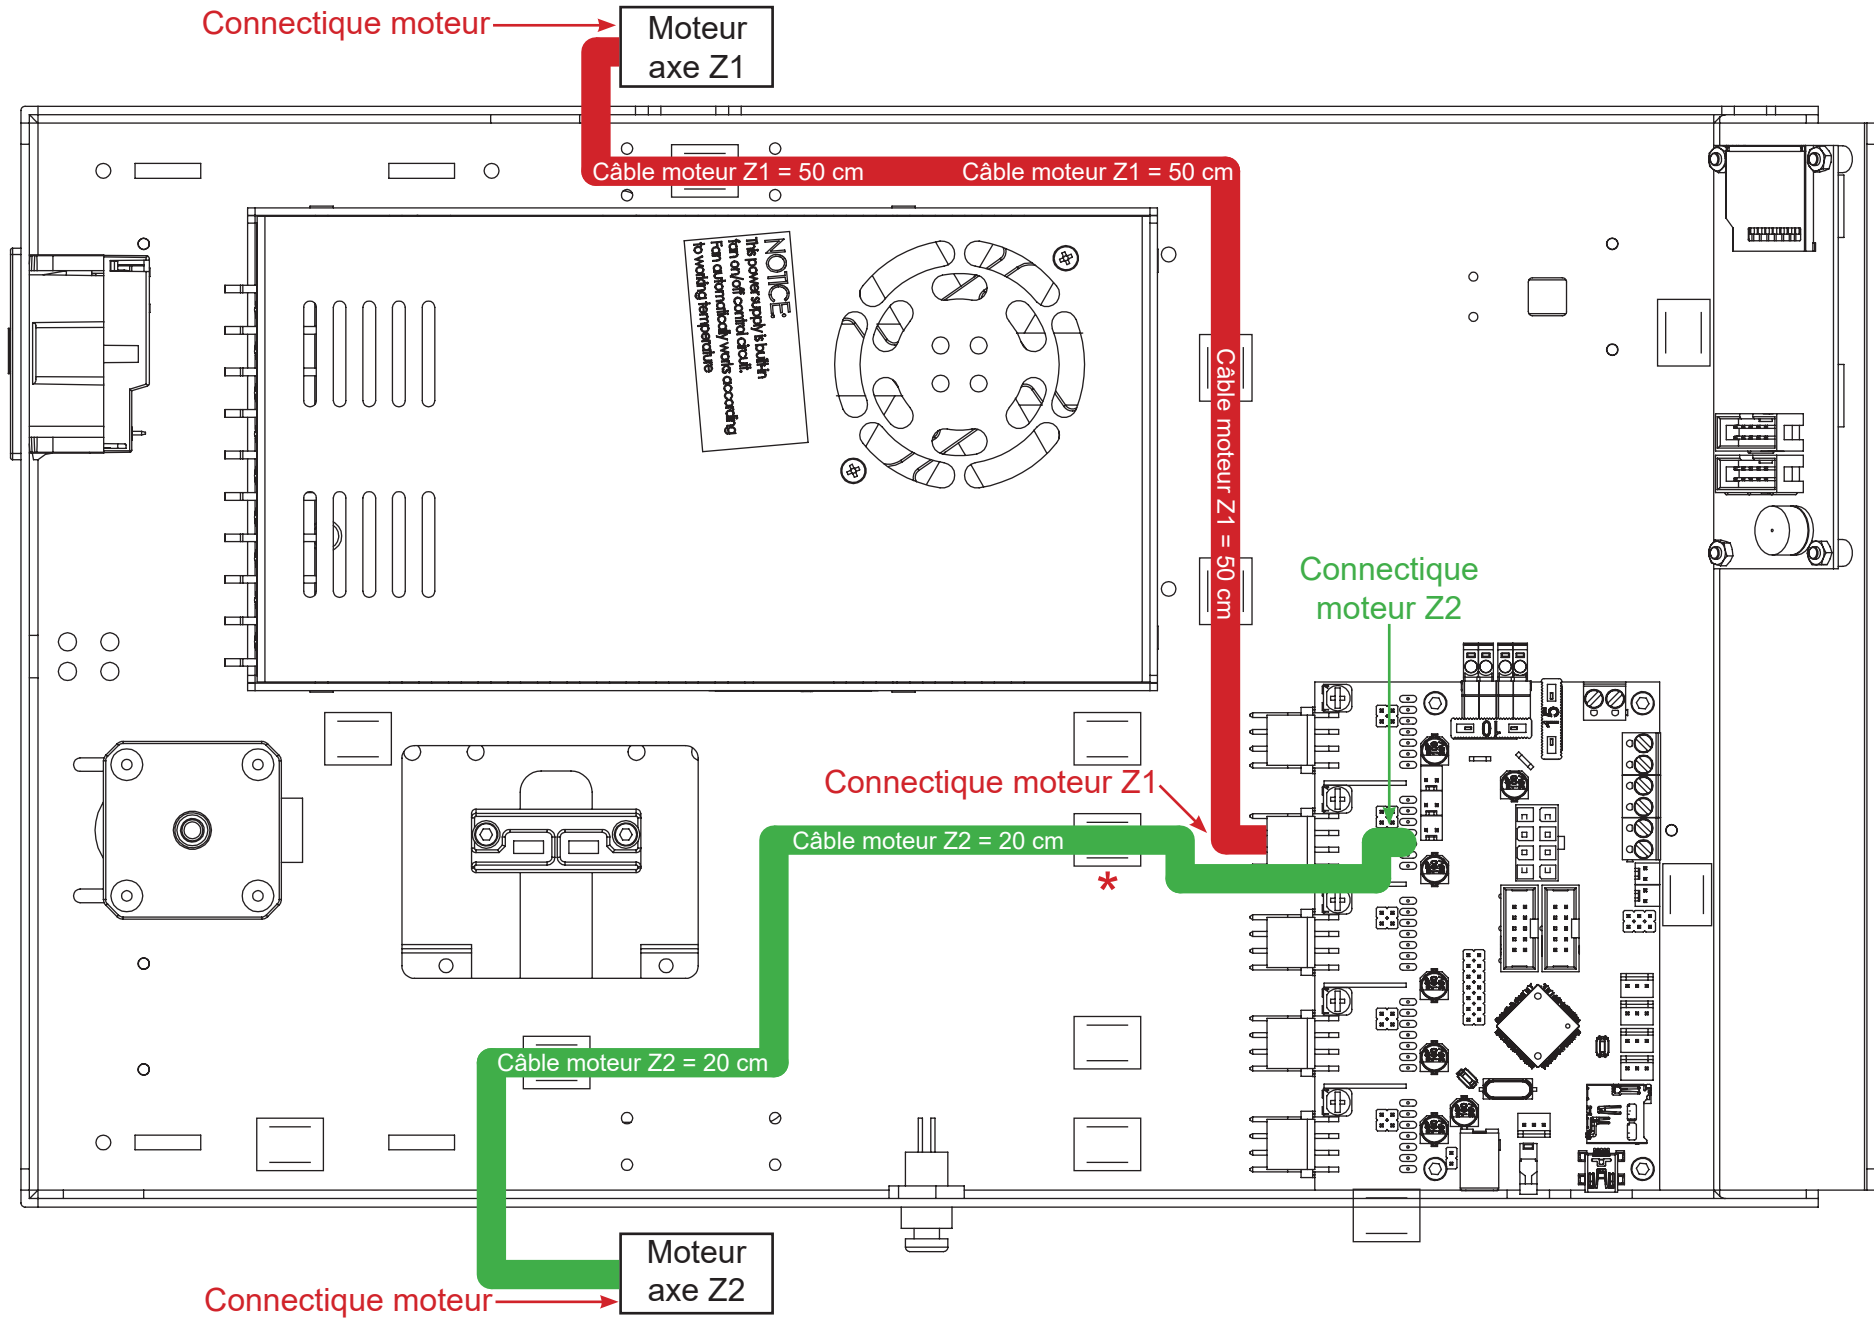 Connectique moteur
Moteur
axe Z1
Câble moteur Z1 = 50 cm
Câble moteur Z1 = 50 cm
NOTICE:
This power supply is built-in
fan on/off control circuit.
Fan automatically works according
to working temperature
Câble moteur Z1 = 50 cm
Connectique
moteur Z2
10
15
Connectique moteur Z1
Câble moteur Z2 = 20 cm
*
Câble moteur Z2 = 20 cm
Moteur
axe Z2
Connectique moteur